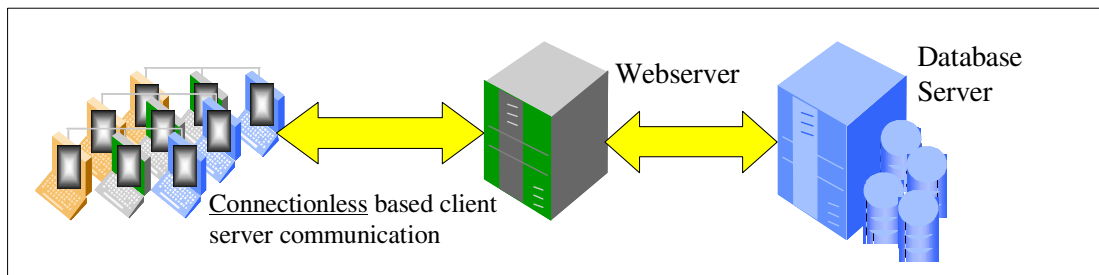 Webserver
Database
Server
Connectionless based client
server communication